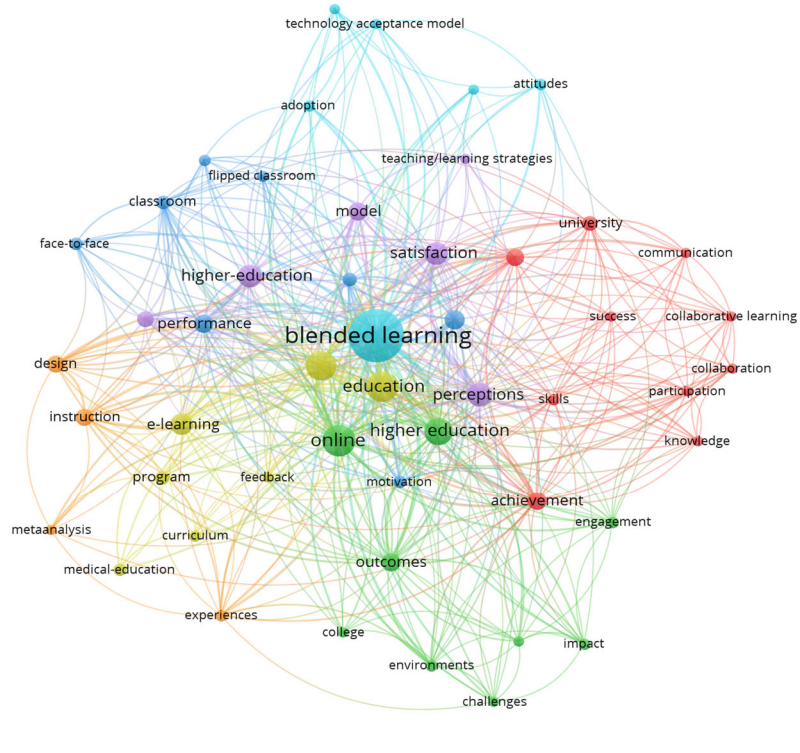 technology acceptance model
attitudes
adoption
teaching/learning strategies
flipped classroom
classroom
model
university
face-to-face
satisfaction
communication
higher-education
success
collaborative learning
performance
blended learning
design
collaboration
education
participation
perceptions
skills
instruction
e-learning
higher education
online
knowledge
program
feedback
motivation
achievement
engagement
metaanalysis
curriculum
outcomes
medical-education
experiences
college
impact
environments
challenges